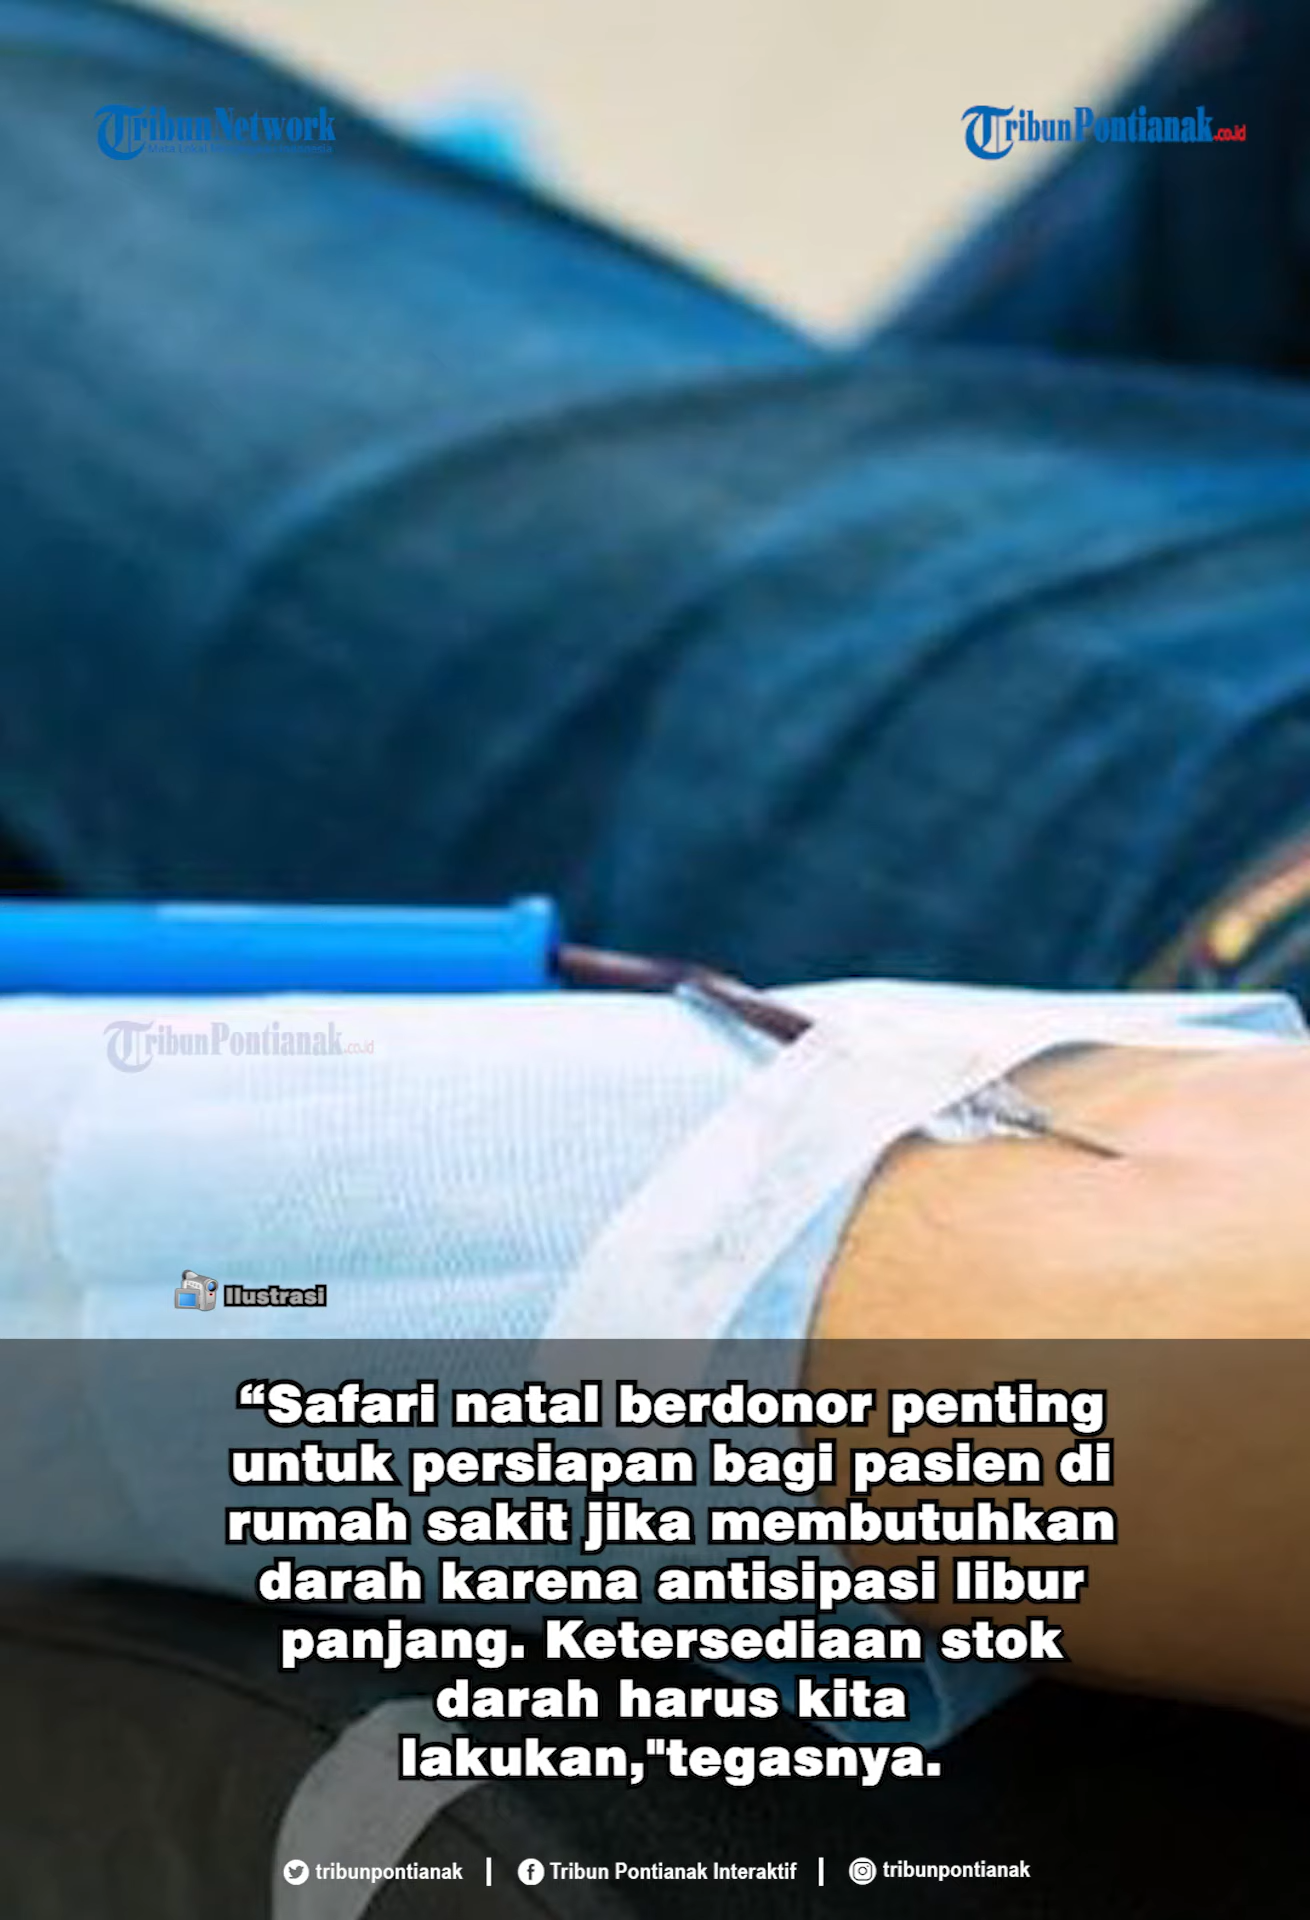 TribunNetwork
TribunPontianak.co.id
TribunPontianak.co.id
Ilustrasi
“Safari natal berdonor penting
untuk persiapan bagi pasien di
rumah sakit jika membutuhkan
darah karena antisipasi libur
panjang. Ketersediaan stok
darah harus kita
lakukan,"tegasnya.
tribunpontianak | Tribun Pontianak Interaktif | tribunpontianak